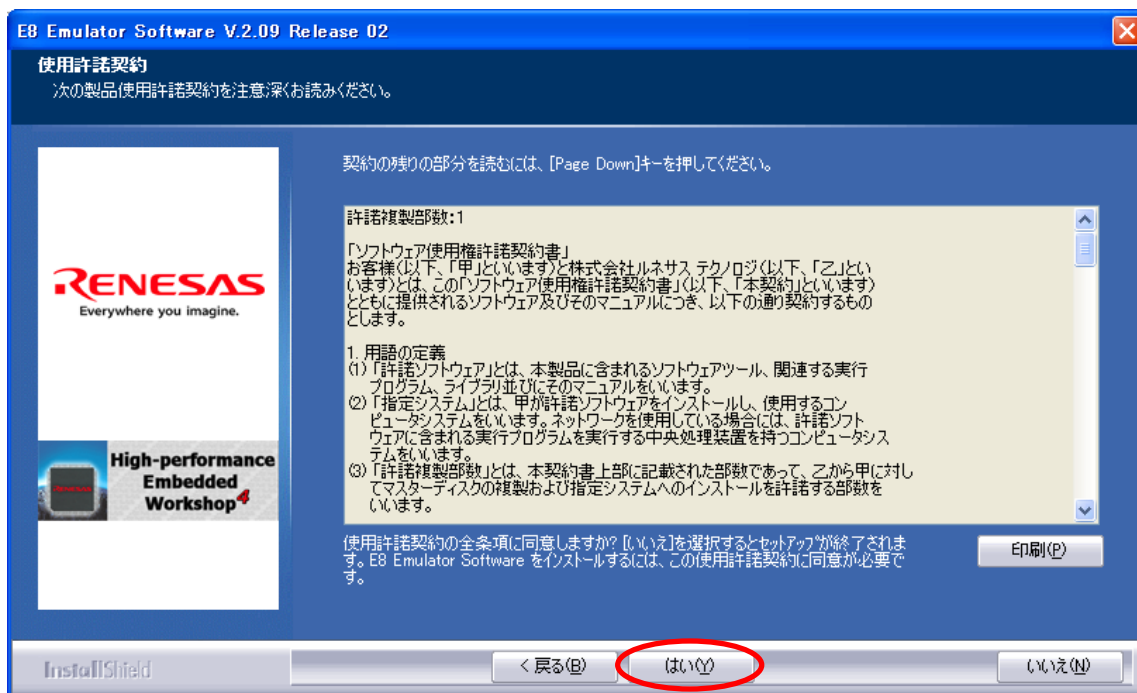 E8 Emulator Software V.2.09 Release 02
使用許諾契約
次の製品使用許諾契約を注意深くお読みください。
契約の残りの部分を読むには、[Page Down]キーを押してください。
許諾複製部数:1
「ソフトウェア使用権許諾契約書」
お客様(以下、「甲」といいます)と株式会社ルネサス テクノロジ(以下、「乙」とい
います)とは、この「ソフトウェア使用権許諾契約書」(以下、「本契約」といいます)
とともに提供されるソフトウェア及びそのマニュアルにつき、以下の通り契約するもの
とします。
1. 用語の定義
(1)「許諾ソフトウェア」とは、本製品に含まれるソフトウェアツール、関連する実行
プログラム、ライブラリ並びにそのマニュアルをいいます。
(2)「指定システム」とは、甲が許諾ソフトウェアをインストールし、使用するコン
ピュータシステムをいいます。ネットワークを使用している場合には、許諾ソフト
ウェアに含まれる実行プログラムを実行する中央処理装置を持つコンピュータシス
テムをいいます。
(3)「許諾複製部数」とは、本契約書上部に記載された部数であって、乙から甲に対し
てマスターディスクの複製および指定システムへのインストールを許諾する部数を
いいます。
RENESAS
Everywhere you imagine.
High-performance
Embedded
Workshop4
使用許諾契約の全条項に同意しますか? [いいえ]を選択するとセットアップが終了されま
す。E8 Emulator Software をインストールするには、この使用許諾契約に同意が必要で
す。
印刷(P)
InstallShield
< 戻る(B)
はい(Y)
いいえ(N)